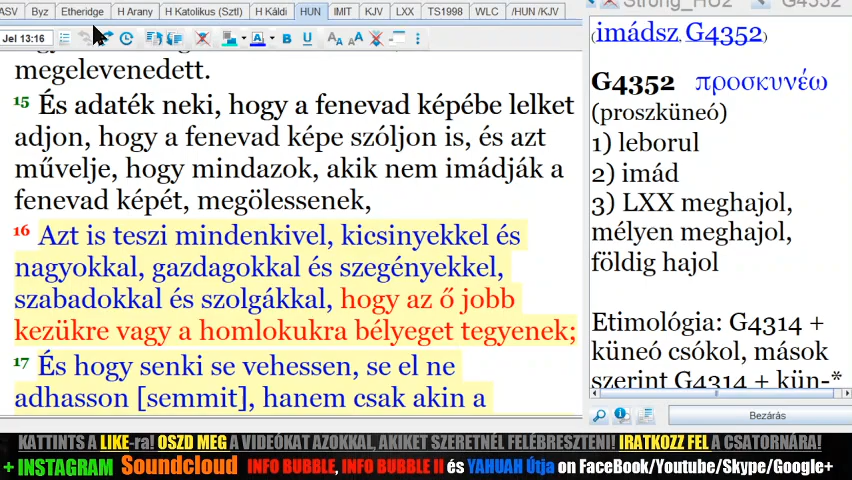 ASV Byz Etheridge H Arany H Katolikus (Sztl) H Káldi HUN IMIT KJV LXX TS1998 WLC /HUN /KJV
Jel 13:16
B U
megelevenedett.
15 És adaték neki, hogy a fenevad képébe lelket
adjon, hogy a fenevad képe szóljon is, és azt
művelje, hogy mindazok, akik nem imádják a
fenevad képét, megölessenek,
16 Azt is teszi mindenkivel, kicsinyekkel és
nagyokkal, gazdagokkal és szegényekkel,
szabadokkal és szolgákkal, hogy az ő jobb
kezükre vagy a homlokukra bélyeget tegyenek;
17 És hogy senki se vehessen, se el ne
adhasson [semmit], hanem csak akin a
Strong_HU2 G4352
(imádsz, G4352)
G4352 προσκυνέω
(proszküneó)
1) leborul
2) imád
3) LXX meghajol,
mélyen meghajol,
földig hajol
Etimológia: G4314 +
küneó csókol, mások
szerint G4314 + kün-*
Bezárás
KATTINTS A LIKE-ra! OSZD MEG A VIDEÓKAT AZOKKAL, AKIKET SZERETNÉL FELÉBRESZTENI! IRATKOZZ FEL A CSATORNÁRA!
+ INSTAGRAM Soundcloud INFO BUBBLE, INFO BUBBLE II és YAHUAH Útja on FaceBook/Youtube/Skype/Google+